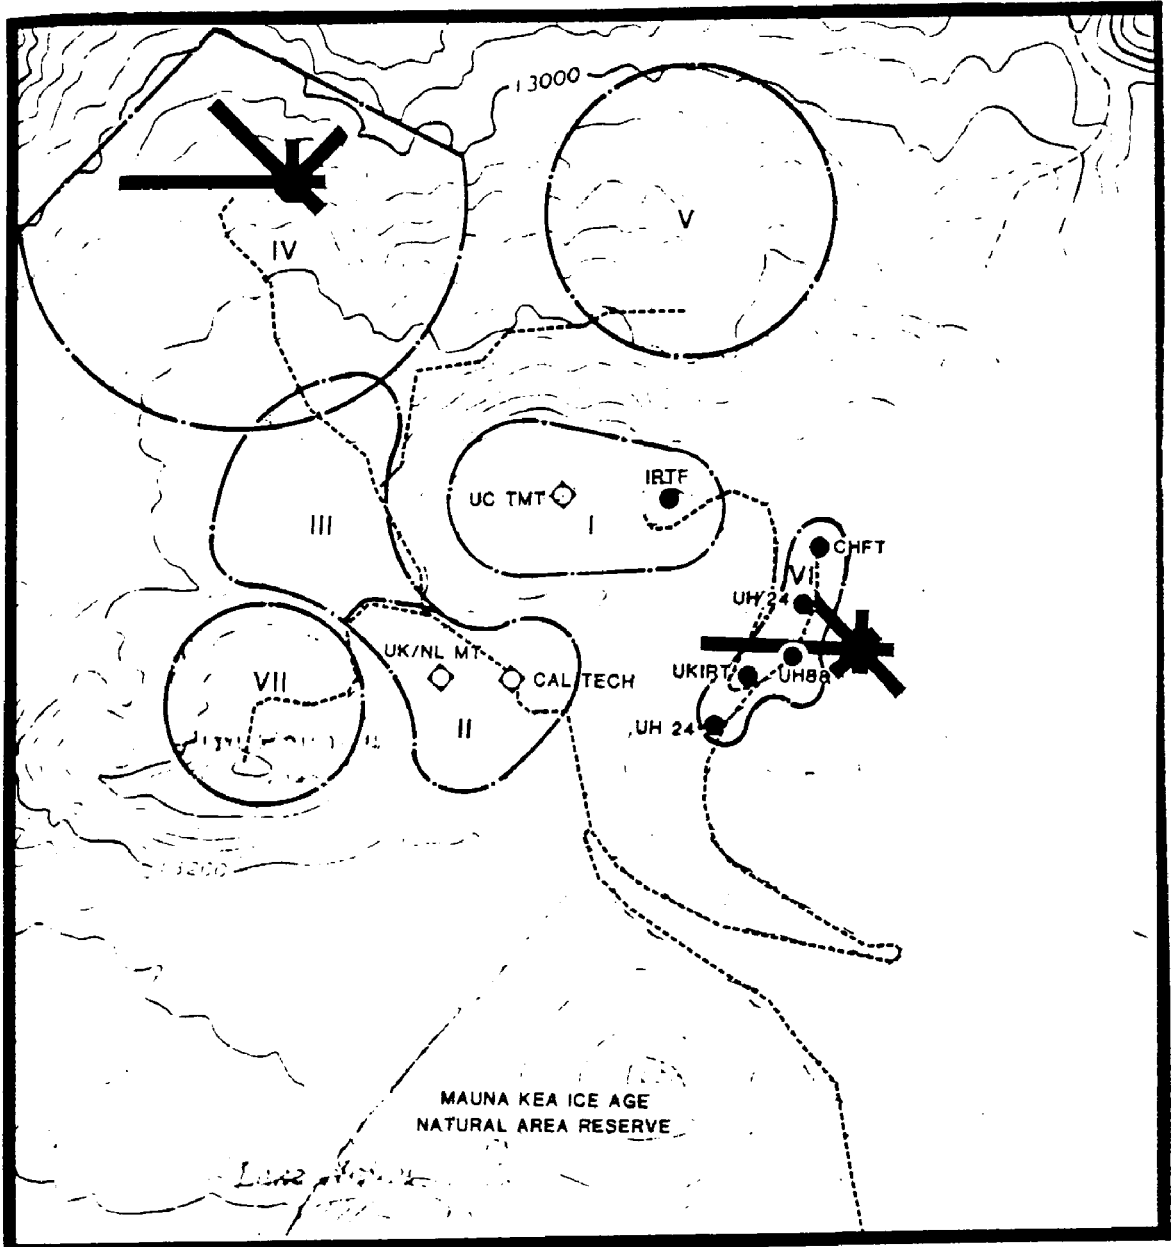 13000
V
IV
IRTF
UC TMT
I
III
CHFT
VI
UH 24
UK/NL MT
UKIRT
UH88
VII
CAL TECH
II
UH 24
13200
MAUNA KEA ICE AGE
NATURAL AREA RESERVE